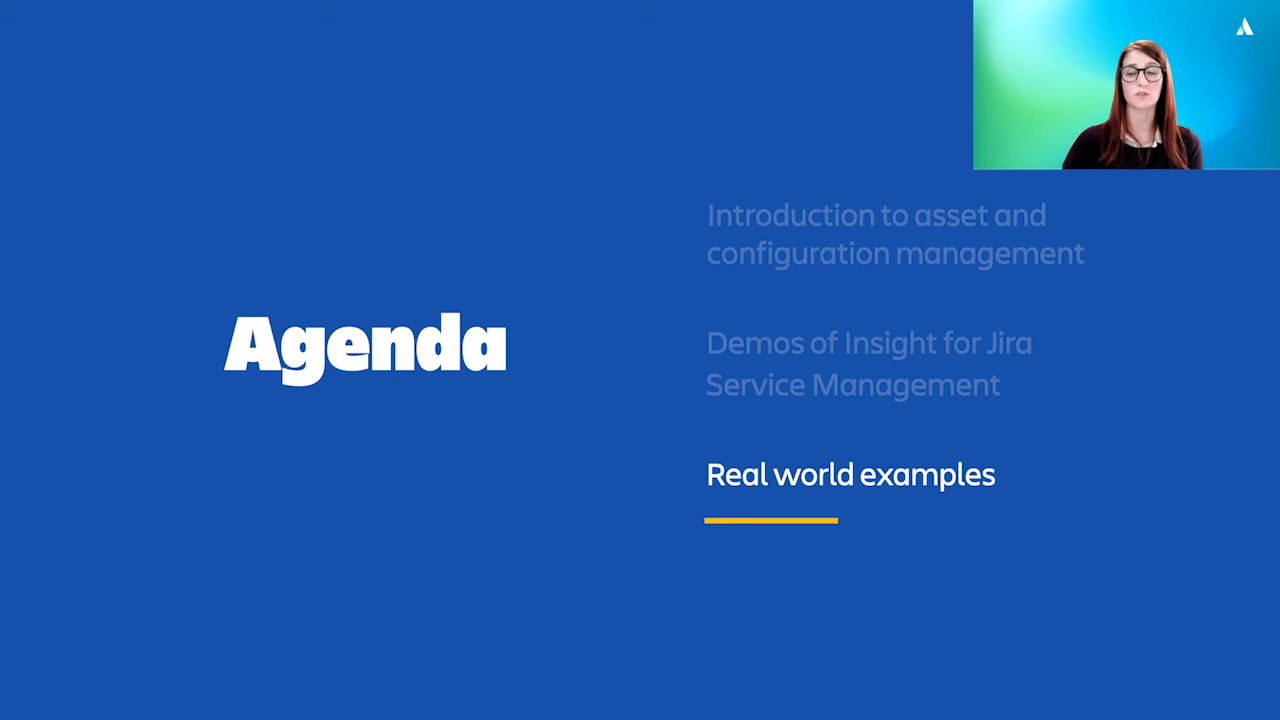 Agenda
Introduction to asset and
configuration management
Demos of Insight for Jira
Service Management
Real world examples